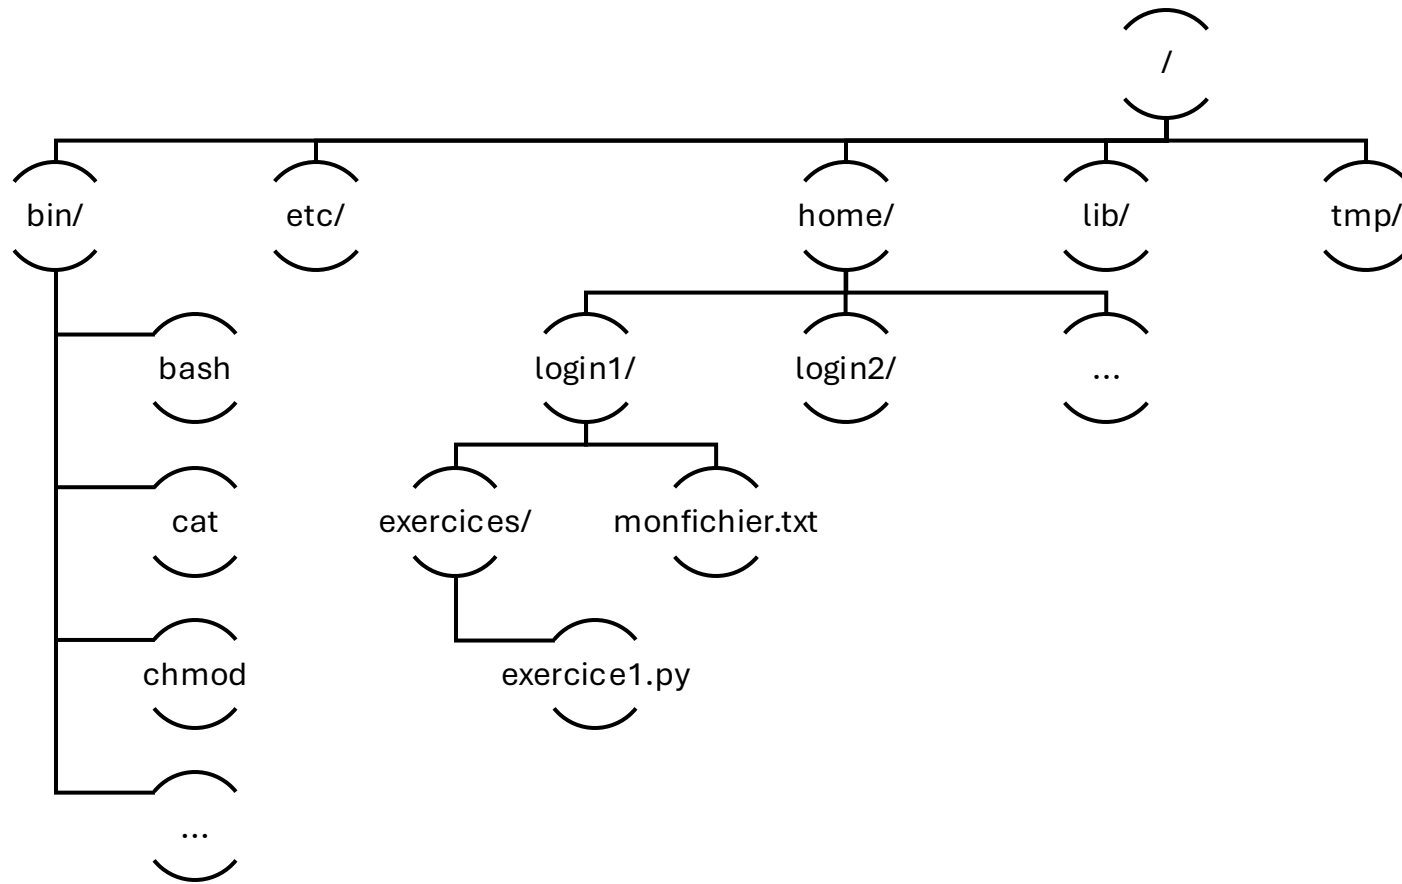 /
bin/
etc/
home/
lib/
tmp/
bash
login1/
login2/
...
cat
exercices/
monfichier.txt
chmod
exercice1.py
...